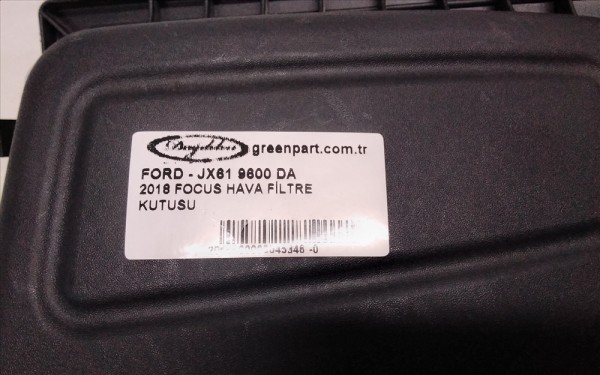 greenpart.com.tr
FORD - JX61 9600 DA
2018 FOCUS HAVA FİLTRE
KUTUSU